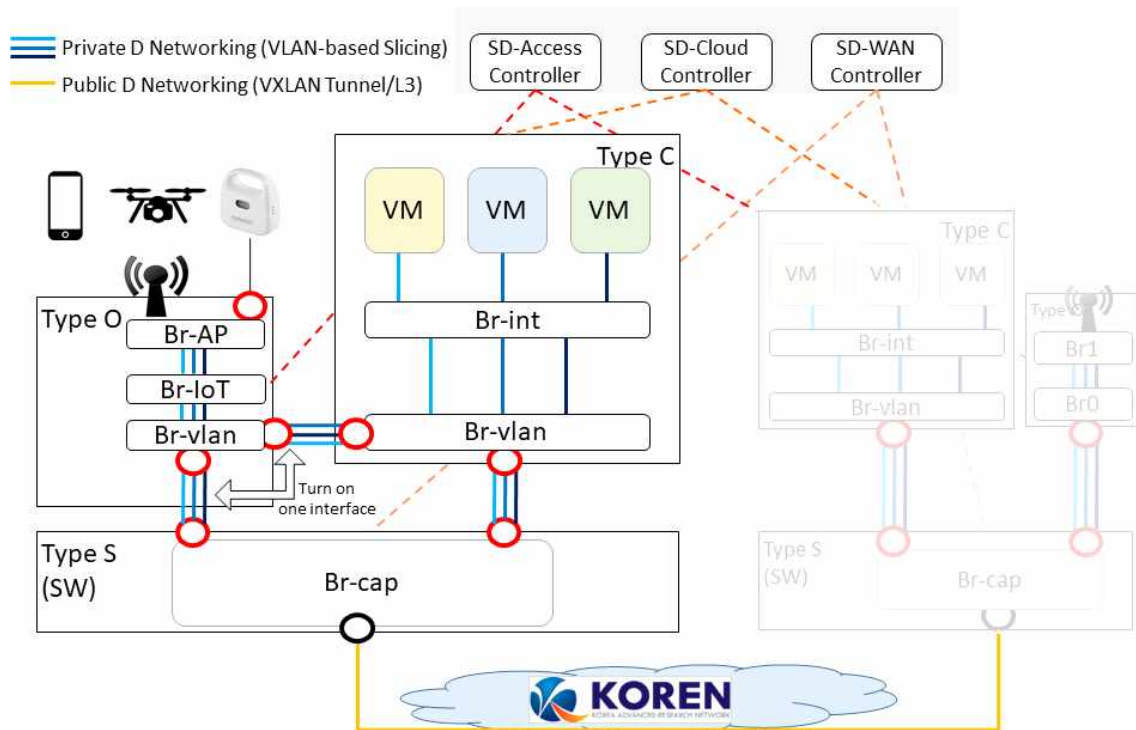 Private D Networking (VLAN-based Slicing)
Public D Networking (VXLAN Tunnel/L3)
SD-Access
Controller
SD-Cloud
Controller
SD-WAN
Controller
Type C
VM
VM
VM
Br-int
Br-vlan
Type O
Br-AP
Br-IoT
Br-vlan
Turn on
one interface
Type S
(SW)
Br-cap
Type C
VM
VM
VM
Br-int
Br-vlan
Br1
Br0
Type S
(SW)
Br-cap
KOREN
KOREA ADVANCED RESEARCH NETWORK